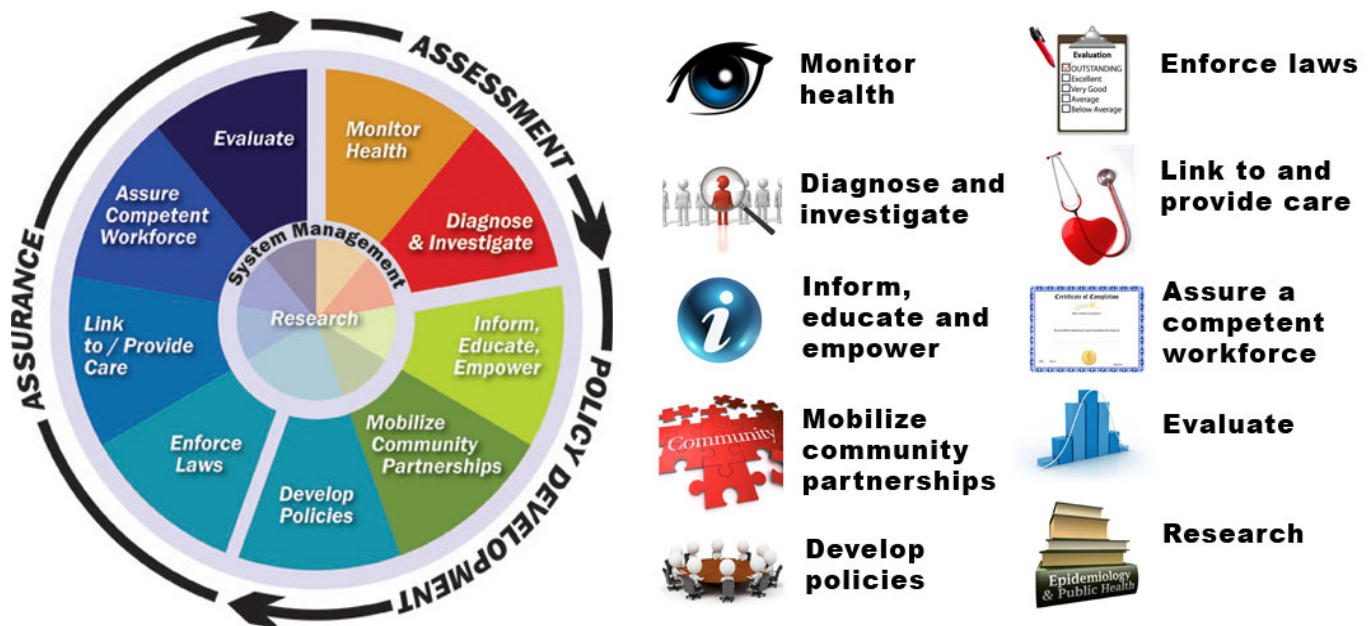 ASSESSMENT
POLICY DEVELOPMENT
ASSURANCE
Evaluate
Monitor
Health
Assure
Competent
Workforce
Diagnose
& Investigate
System Management
Research
Link
to / Provide
Care
Inform,
Educate,
Empower
Enforce
Laws
Mobilize
Community
Partnerships
Develop
Policies
Monitor
health
Diagnose and
investigate
Inform,
educate and
empower
i
Community
Mobilize
community
partnerships
Develop
policies
Evaluation
OUTSTANDING
Excellent
Very Good
Average
Below Average
Enforce laws
Link to and
provide care
Certificate of Completion
Assure a
competent
workforce
Evaluate
Epidemiology
& Public Health
Research